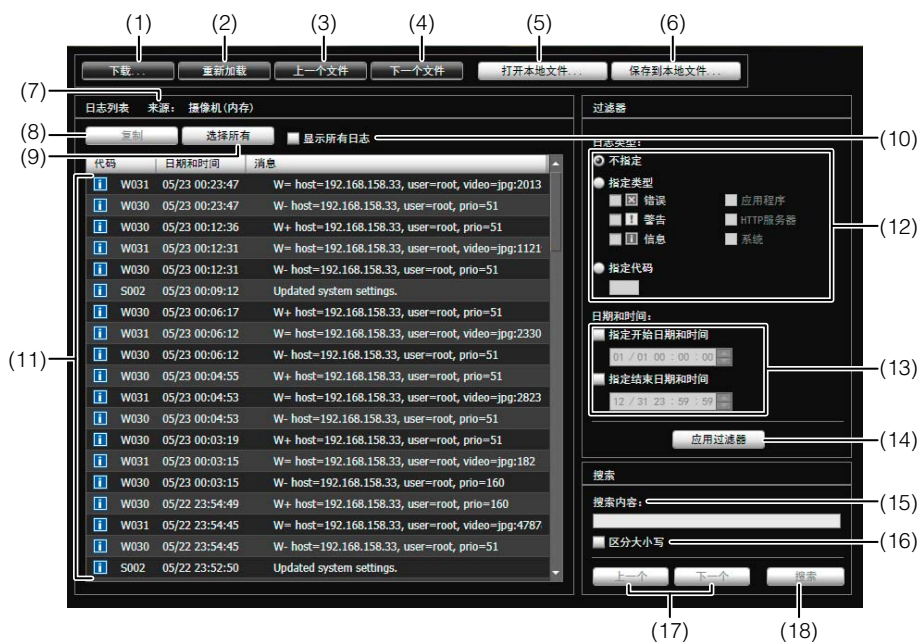 (1) (2) (3) (4) (5) (6)
下载... 重新加载 上一个文件 下一个文件 打开本地文件... 保存到本地文件...
(7)
日志列表 来源: 摄像机(内存)
(8) 复制 选择所有 显示所有日志 (10)
(9)
代码 日期和时间 消息
(11)
W031 05/23 00:23:47 W= host=192.168.158.33, user=root, video=jpg:2013
W030 05/23 00:23:47 W- host=192.168.158.33, user=root, prio=51
W030 05/23 00:12:36 W+ host=192.168.158.33, user=root, prio=51
W031 05/23 00:12:31 W= host=192.168.158.33, user=root, video=jpg:1121
W030 05/23 00:12:31 W- host=192.168.158.33, user=root, prio=51
S002 05/23 00:09:12 Updated system settings.
W030 05/23 00:06:17 W+ host=192.168.158.33, user=root, prio=51
W031 05/23 00:06:12 W= host=192.168.158.33, user=root, video=jpg:2330
W030 05/23 00:06:12 W- host=192.168.158.33, user=root, prio=51
W030 05/23 00:04:55 W+ host=192.168.158.33, user=root, prio=51
W031 05/23 00:04:53 W= host=192.168.158.33, user=root, video=jpg:2823
W030 05/23 00:04:53 W- host=192.168.158.33, user=root, prio=51
W030 05/23 00:03:19 W+ host=192.168.158.33, user=root, prio=51
W031 05/23 00:03:15 W= host=192.168.158.33, user=root, video=jpg:182
W030 05/23 00:03:15 W- host=192.168.158.33, user=root, prio=160
W030 05/22 23:54:49 W+ host=192.168.158.33, user=root, prio=160
W031 05/22 23:54:45 W= host=192.168.158.33, user=root, video=jpg:4787
W030 05/22 23:54:45 W- host=192.168.158.33, user=root, prio=51
S002 05/22 23:52:50 Updated system settings.
过滤器
日志类型:
不指定
指定类型
错误 应用程序
警告 HTTP服务器
信息 系统
(12)
指定代码
日期和时间:
指定开始日期和时间
01 / 01 00 : 00 : 00
(13)
指定结束日期和时间
12 / 31 23 : 59 : 59
应用过滤器 (14)
搜索
搜索内容: (15)
区分大小写 (16)
上一个 下一个 搜索
(17) (18)